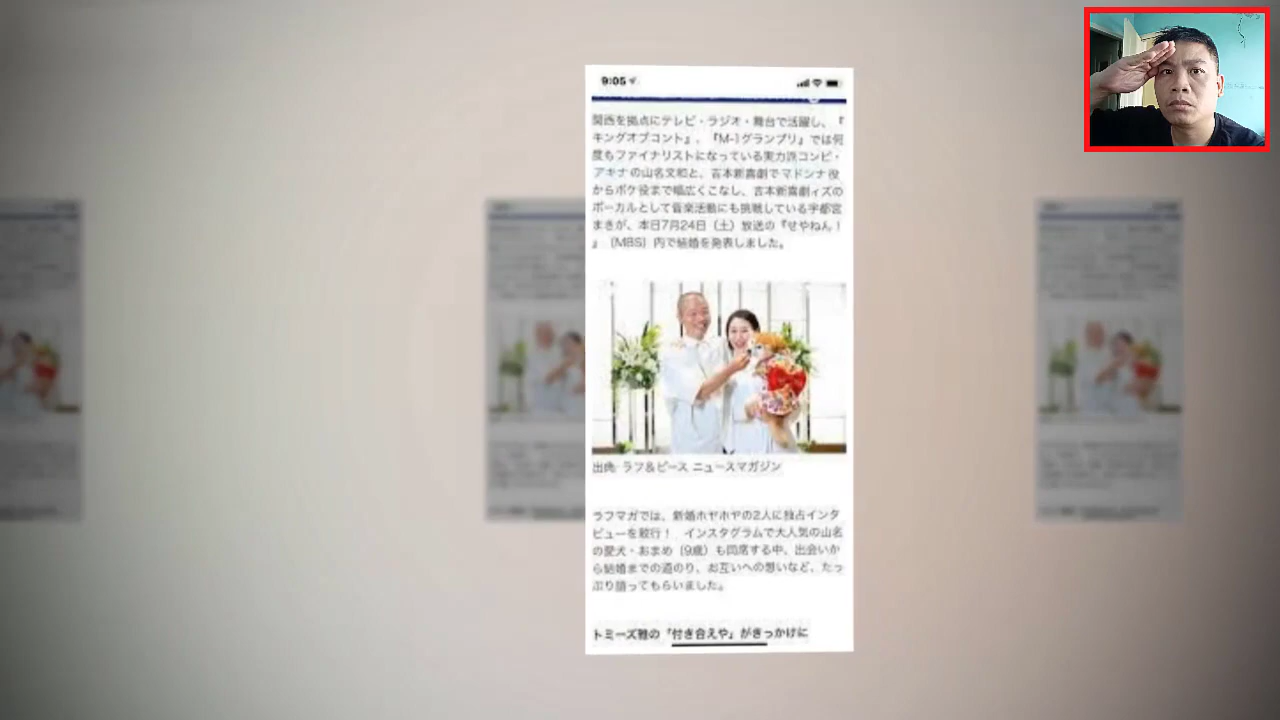 9:05
関西を拠点にテレビ・ラジオ・舞台で活躍し、『
キングオブコント』、『M-1グランプリ』では何
度もファイナリストになっている実力派コンビ・
アキナの山名文和と、吉本新喜劇でマドンナ役
からボケ役まで幅広くこなし、吉本新喜劇ィズの
ボーカルとして音楽活動にも挑戦している宇都宮
まきが、本日7月24日（土）放送の『せやねん！
』（MBS）内で結婚を発表しました。
出典: ラフ&ピース ニュースマガジン
ラフマガでは、新婚ホヤホヤの2人に独占インタ
ビューを敢行！ インスタグラムで大人気の山名
の愛犬・おまめ（9歳）も同席する中、出会いか
ら結婚までの道のり、お互いへの想いなど、たっ
ぷり語ってもらいました。
トミーズ雅の「付き合えや」がきっかけに